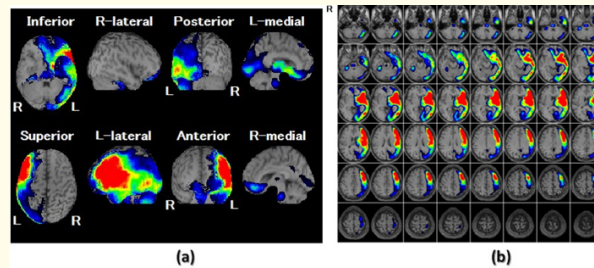 Inferior R-lateral Posterior L-medial
R L L
Superior L-lateral Anterior R-medial
L R R L
R
(a) (b)